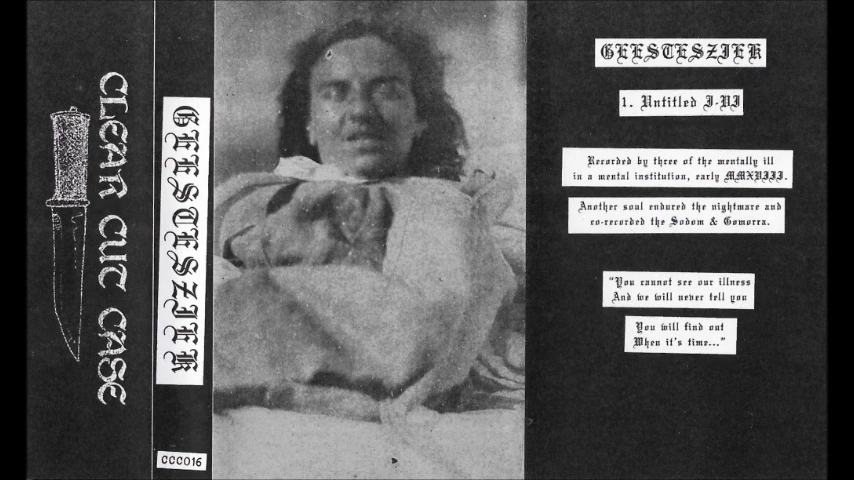 CLEAR CUT CASE
GEESTESZIEK
CCC016
GEESTESZIEK
1. Untitled I-VI
Recorded by three of the mentally ill
in a mental institution, early MMXVIII.
Another soul endured the nightmare and
co-recorded the Sodom & Gomorra.
"You cannot see our illness
And we will never tell you
You will find out
When it's time..."